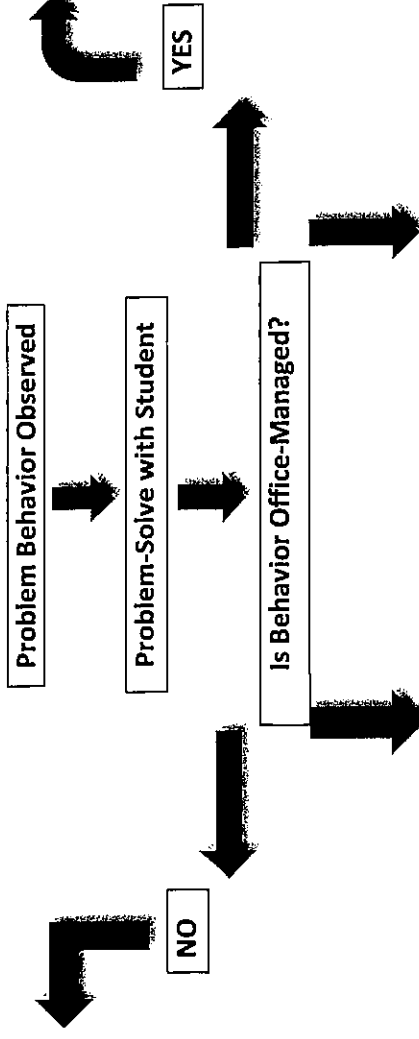 Problem Behavior Observed
Problem-Solve with Student
Is Behavior Office-Managed?
NO
YES